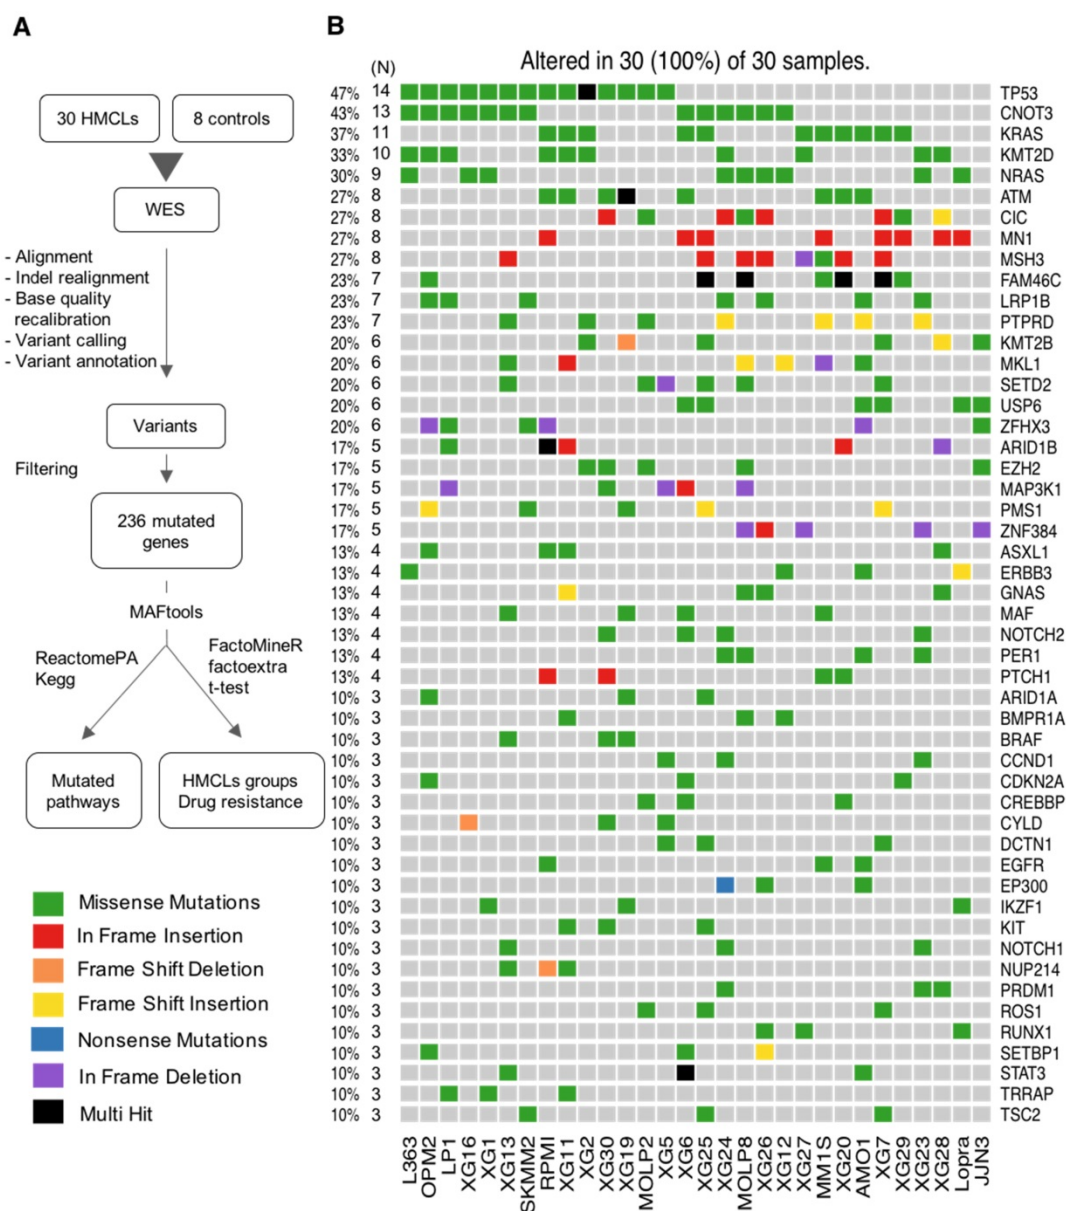 A
30 HMCLs
8 controls
WES
- Alignment
- Indel realignment
- Base quality
recalibration
- Variant calling
- Variant annotation
Variants
Filtering
236 mutated
genes
MAFtools
ReactomePA
Kegg
FactoMineR
factoextra
t-test
Mutated
pathways
HMCLs groups
Drug resistance
Missense Mutations
In Frame Insertion
Frame Shift Deletion
Frame Shift Insertion
Nonsense Mutations
In Frame Deletion
Multi Hit
B
Altered in 30 (100%) of 30 samples.
(N)
47% 14 TP53
43% 13 CNOT3
37% 11 KRAS
33% 10 KMT2D
30% 9 NRAS
27% 8 ATM
27% 8 CIC
27% 8 MN1
27% 8 MSH3
23% 7 FAM46C
23% 7 LRP1B
23% 7 PTPRD
20% 6 KMT2B
20% 6 MKL1
20% 6 SETD2
20% 6 USP6
20% 6 ZFHX3
17% 5 ARID1B
17% 5 EZH2
17% 5 MAP3K1
17% 5 PMS1
17% 5 ZNF384
13% 4 ASXL1
13% 4 ERBB3
13% 4 GNAS
13% 4 MAF
13% 4 NOTCH2
13% 4 PER1
13% 4 PTCH1
10% 3 ARID1A
10% 3 BMPR1A
10% 3 BRAF
10% 3 CCND1
10% 3 CDKN2A
10% 3 CREBBP
10% 3 CYLD
10% 3 DCTN1
10% 3 EGFR
10% 3 EP300
10% 3 IKZF1
10% 3 KIT
10% 3 NOTCH1
10% 3 NUP214
10% 3 PRDM1
10% 3 ROS1
10% 3 RUNX1
10% 3 SETBP1
10% 3 STAT3
10% 3 TRRAP
10% 3 TSC2
L363
OPM2
LP1
XG16
XG1
XG13
SKMM2
RPMI
XG11
XG2
XG30
XG19
MOLP2
XG5
XG6
XG25
XG24
MOLP8
XG26
XG12
XG27
MM1S
XG20
AMO1
XG7
XG29
XG23
XG28
Lopra
JJN3